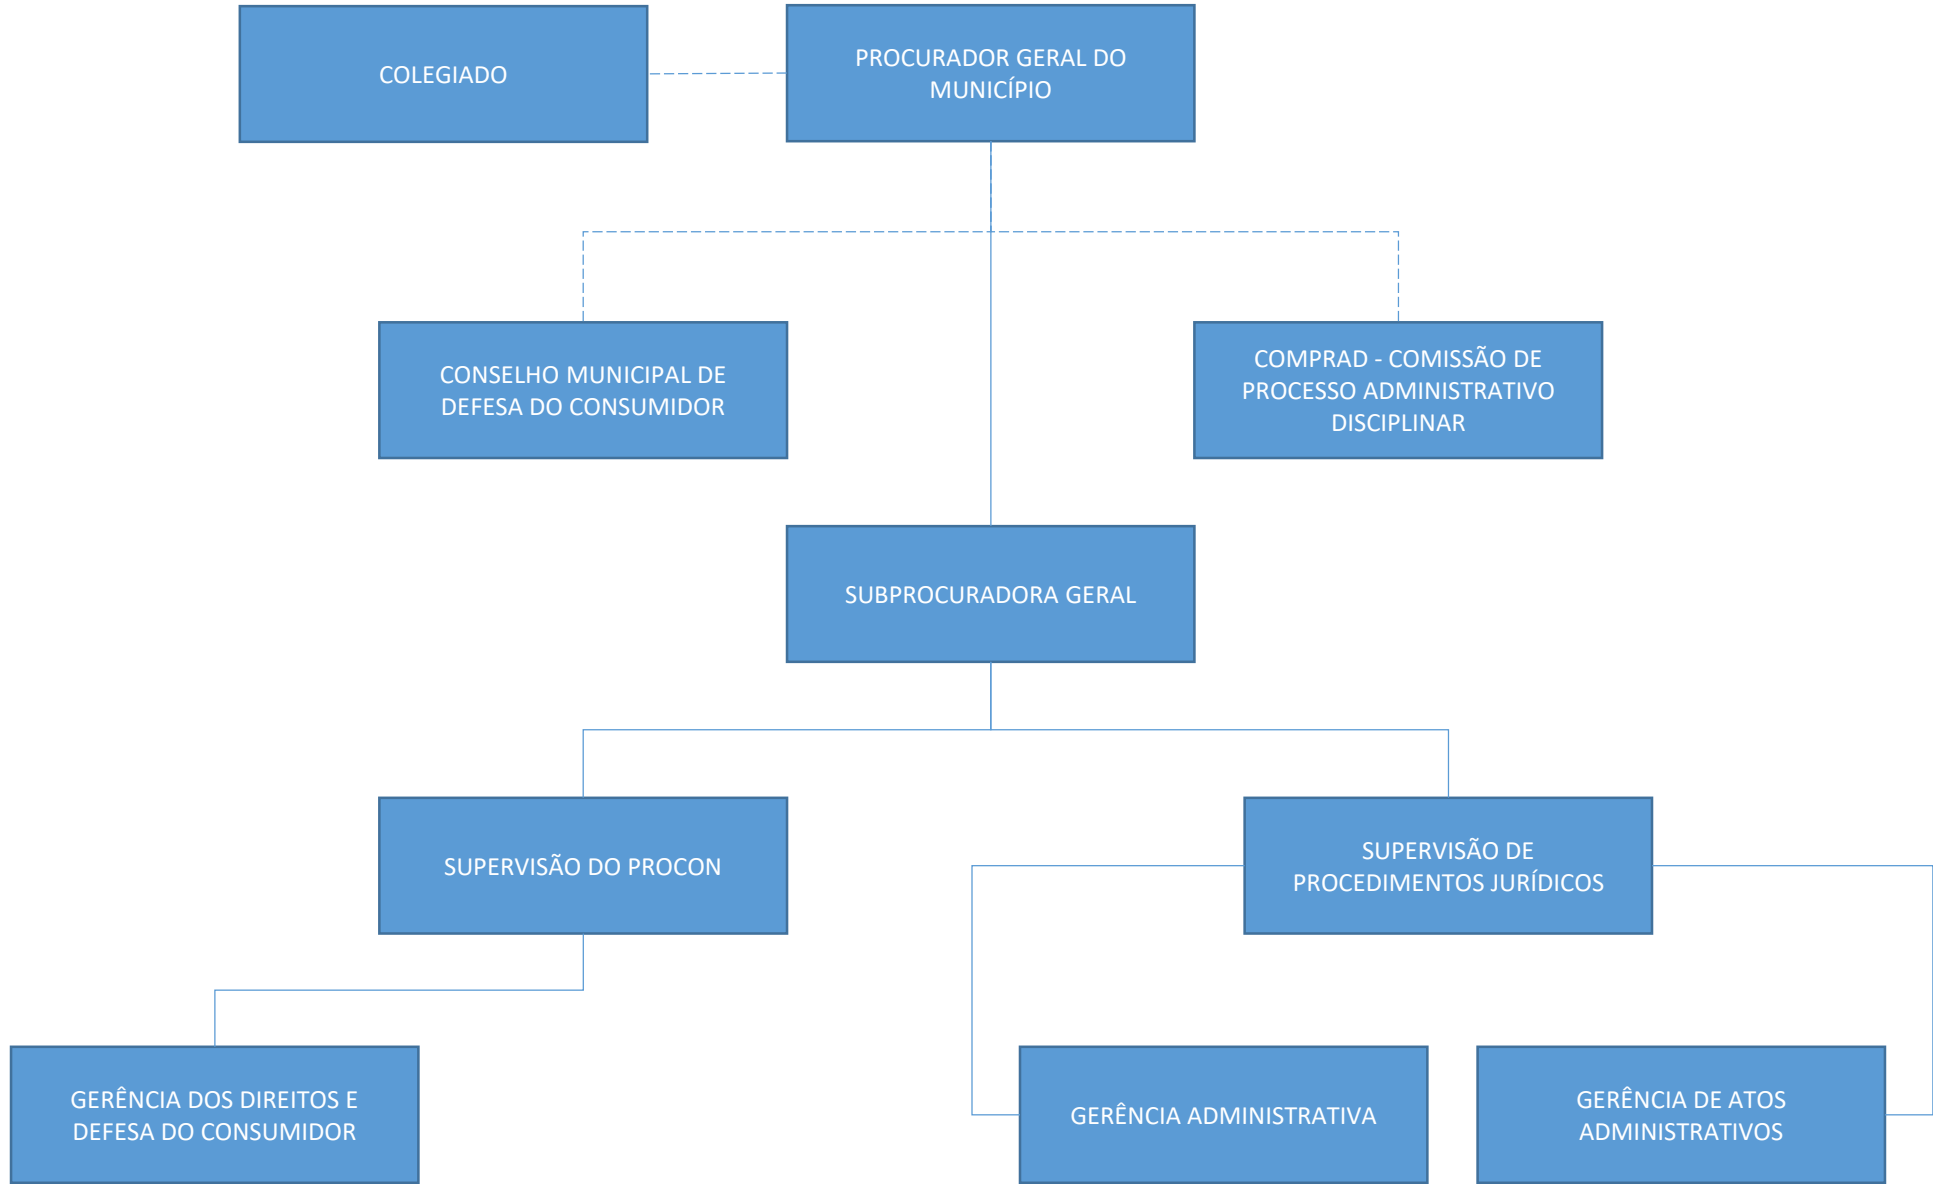 COLEGIADO
PROCURADOR GERAL DO
MUNICÍPIO
CONSELHO MUNICIPAL DE
DEFESA DO CONSUMIDOR
COMPRAD - COMISSÃO DE
PROCESSO ADMINISTRATIVO
DISCIPLINAR
SUBPROCURADORA GERAL
SUPERVISÃO DO PROCON
SUPERVISÃO DE
PROCEDIMENTOS JURÍDICOS
GERÊNCIA DOS DIREITOS E
DEFESA DO CONSUMIDOR
GERÊNCIA ADMINISTRATIVA
GERÊNCIA DE ATOS
ADMINISTRATIVOS